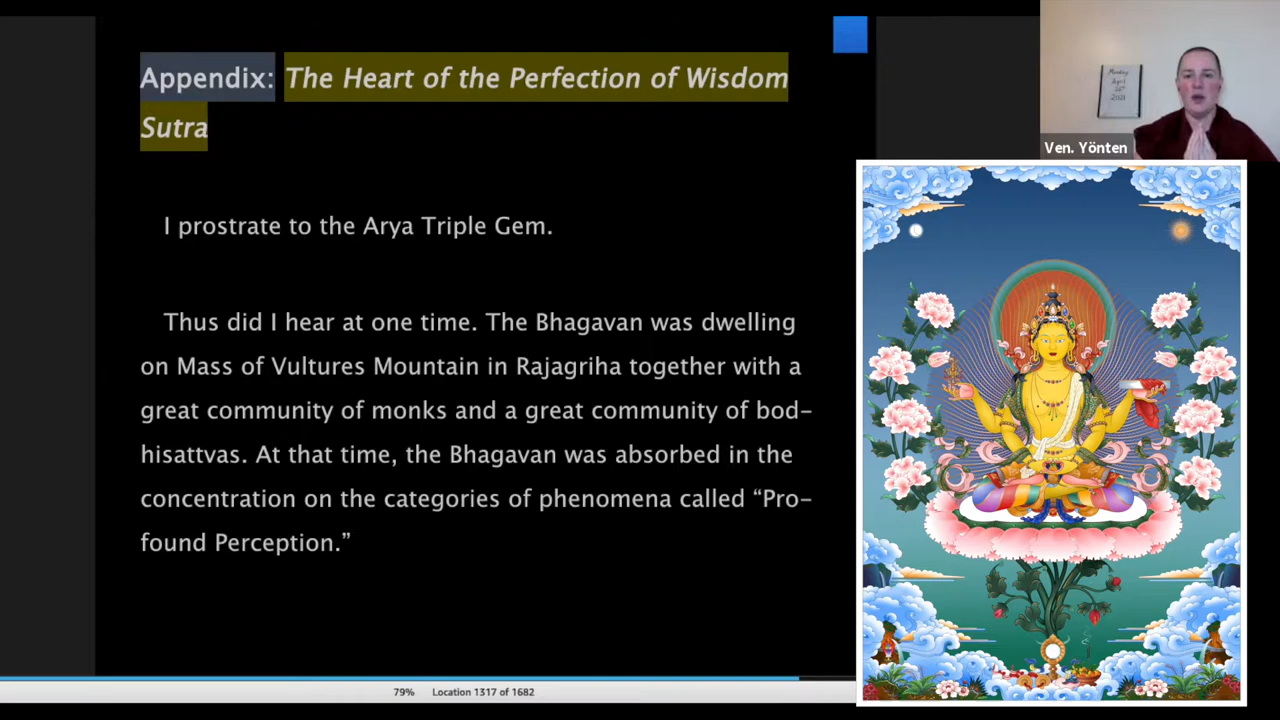 Appendix: The Heart of the Perfection of Wisdom
Sutra
I prostrate to the Arya Triple Gem.
Thus did I hear at one time. The Bhagavan was dwelling
on Mass of Vultures Mountain in Rajagriha together with a
great community of monks and a great community of bod-
hisattvas. At that time, the Bhagavan was absorbed in the
concentration on the categories of phenomena called “Pro-
found Perception.”
79% Location 1317 of 1682
Monday
April
2021
Ven. Yönten